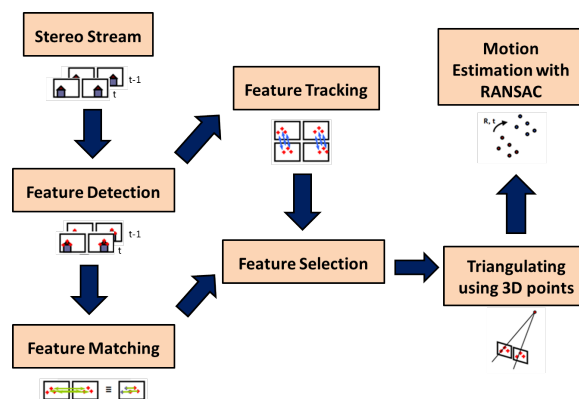 Stereo Stream
t-1
t
Feature Detection
t-1
t
Feature Matching
≡
Feature Tracking
Feature Selection
Motion
Estimation with
RANSAC
R, t
Triangulating
using 3D points